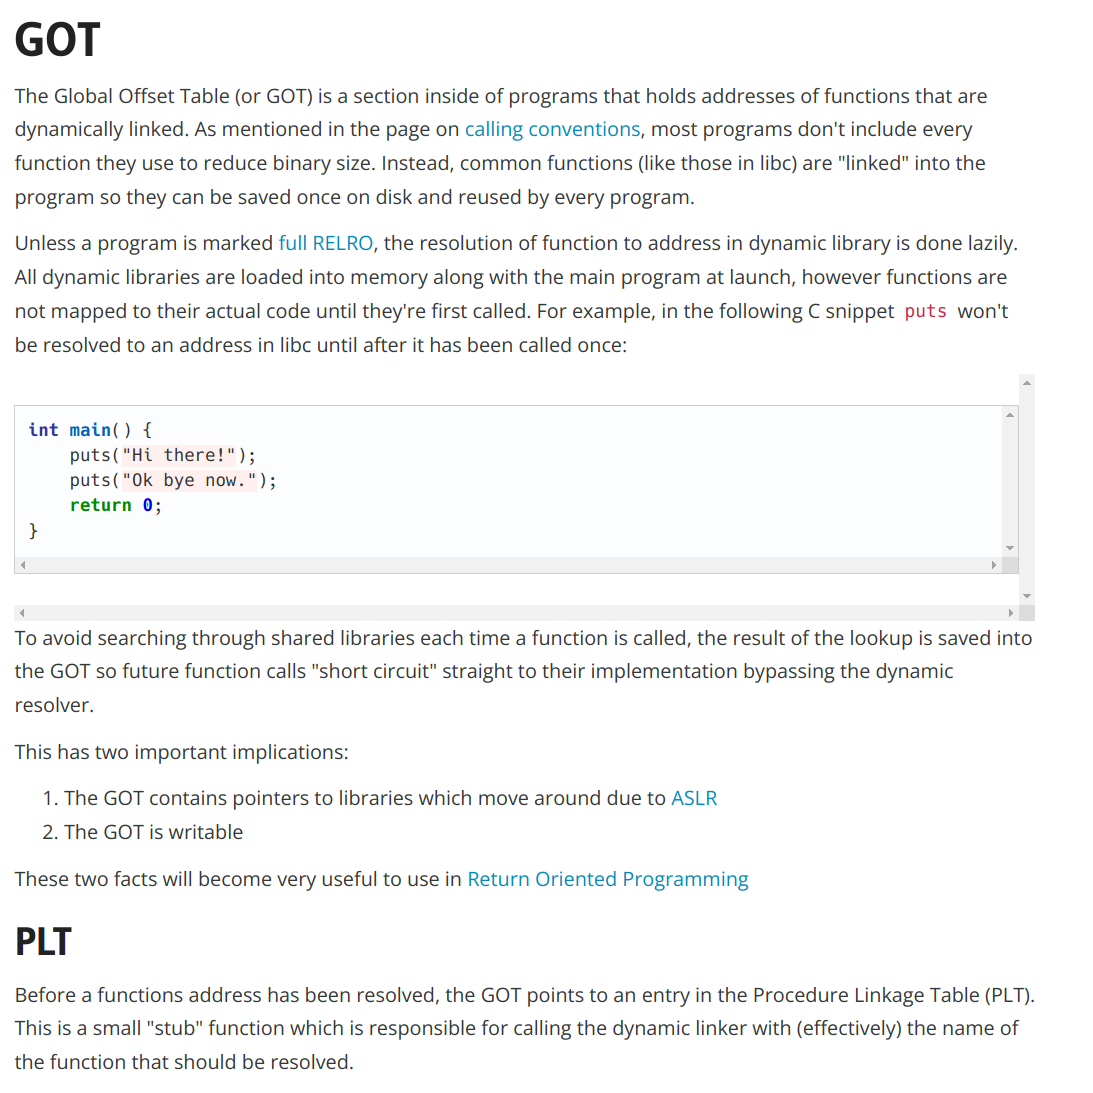 GOT
The Global Offset Table (or GOT) is a section inside of programs that holds addresses of functions that are
dynamically linked. As mentioned in the page on calling conventions, most programs don't include every
function they use to reduce binary size. Instead, common functions (like those in libc) are "linked" into the
program so they can be saved once on disk and reused by every program.
Unless a program is marked full RELRO, the resolution of function to address in dynamic library is done lazily.
All dynamic libraries are loaded into memory along with the main program at launch, however functions are
not mapped to their actual code until they're first called. For example, in the following C snippet puts won't
be resolved to an address in libc until after it has been called once:
int main() {
    puts("Hi there!");
    puts("Ok bye now.");
    return 0;
}
To avoid searching through shared libraries each time a function is called, the result of the lookup is saved into
the GOT so future function calls "short circuit" straight to their implementation bypassing the dynamic
resolver.
This has two important implications:
1. The GOT contains pointers to libraries which move around due to ASLR
2. The GOT is writable
These two facts will become very useful to use in Return Oriented Programming
PLT
Before a functions address has been resolved, the GOT points to an entry in the Procedure Linkage Table (PLT).
This is a small "stub" function which is responsible for calling the dynamic linker with (effectively) the name of
the function that should be resolved.